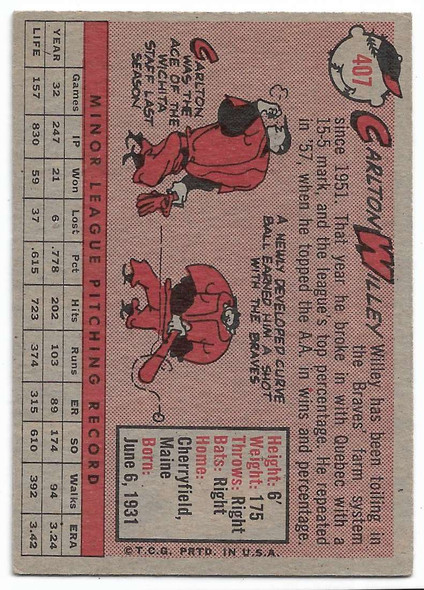 407
CARLTON WILLEY Willey has been toiling in
the Braves' farm system
since 1951. That year he broke in with Quebec with a
15-5 mark, and the league's top percentage. He repeated
in '57, when he topped the A.A. in wins and percentage.
CARLTON
WAS THE
ACE OF THE
WICHITA
STAFF LAST
SEASON
A NEWLY DEVELOPED CURVE
BALL EARNED HIM A SHOT
WITH THE BRAVES
Height: 6'
Weight: 175
Throws: Right
Bats: Right
Home:
Cherryfield,
Maine
Born:
June 6, 1931
MINOR LEAGUE PITCHING RECORD
Games IP Won Lost Pct Hits Runs ER SO Walks ERA
YEAR 32 247 21 6 .778 202 103 89 174 94 3.24
LIFE 157 830 59 37 .615 723 374 315 610 392 3.42
© T.C.G. PRTD. IN U.S.A.